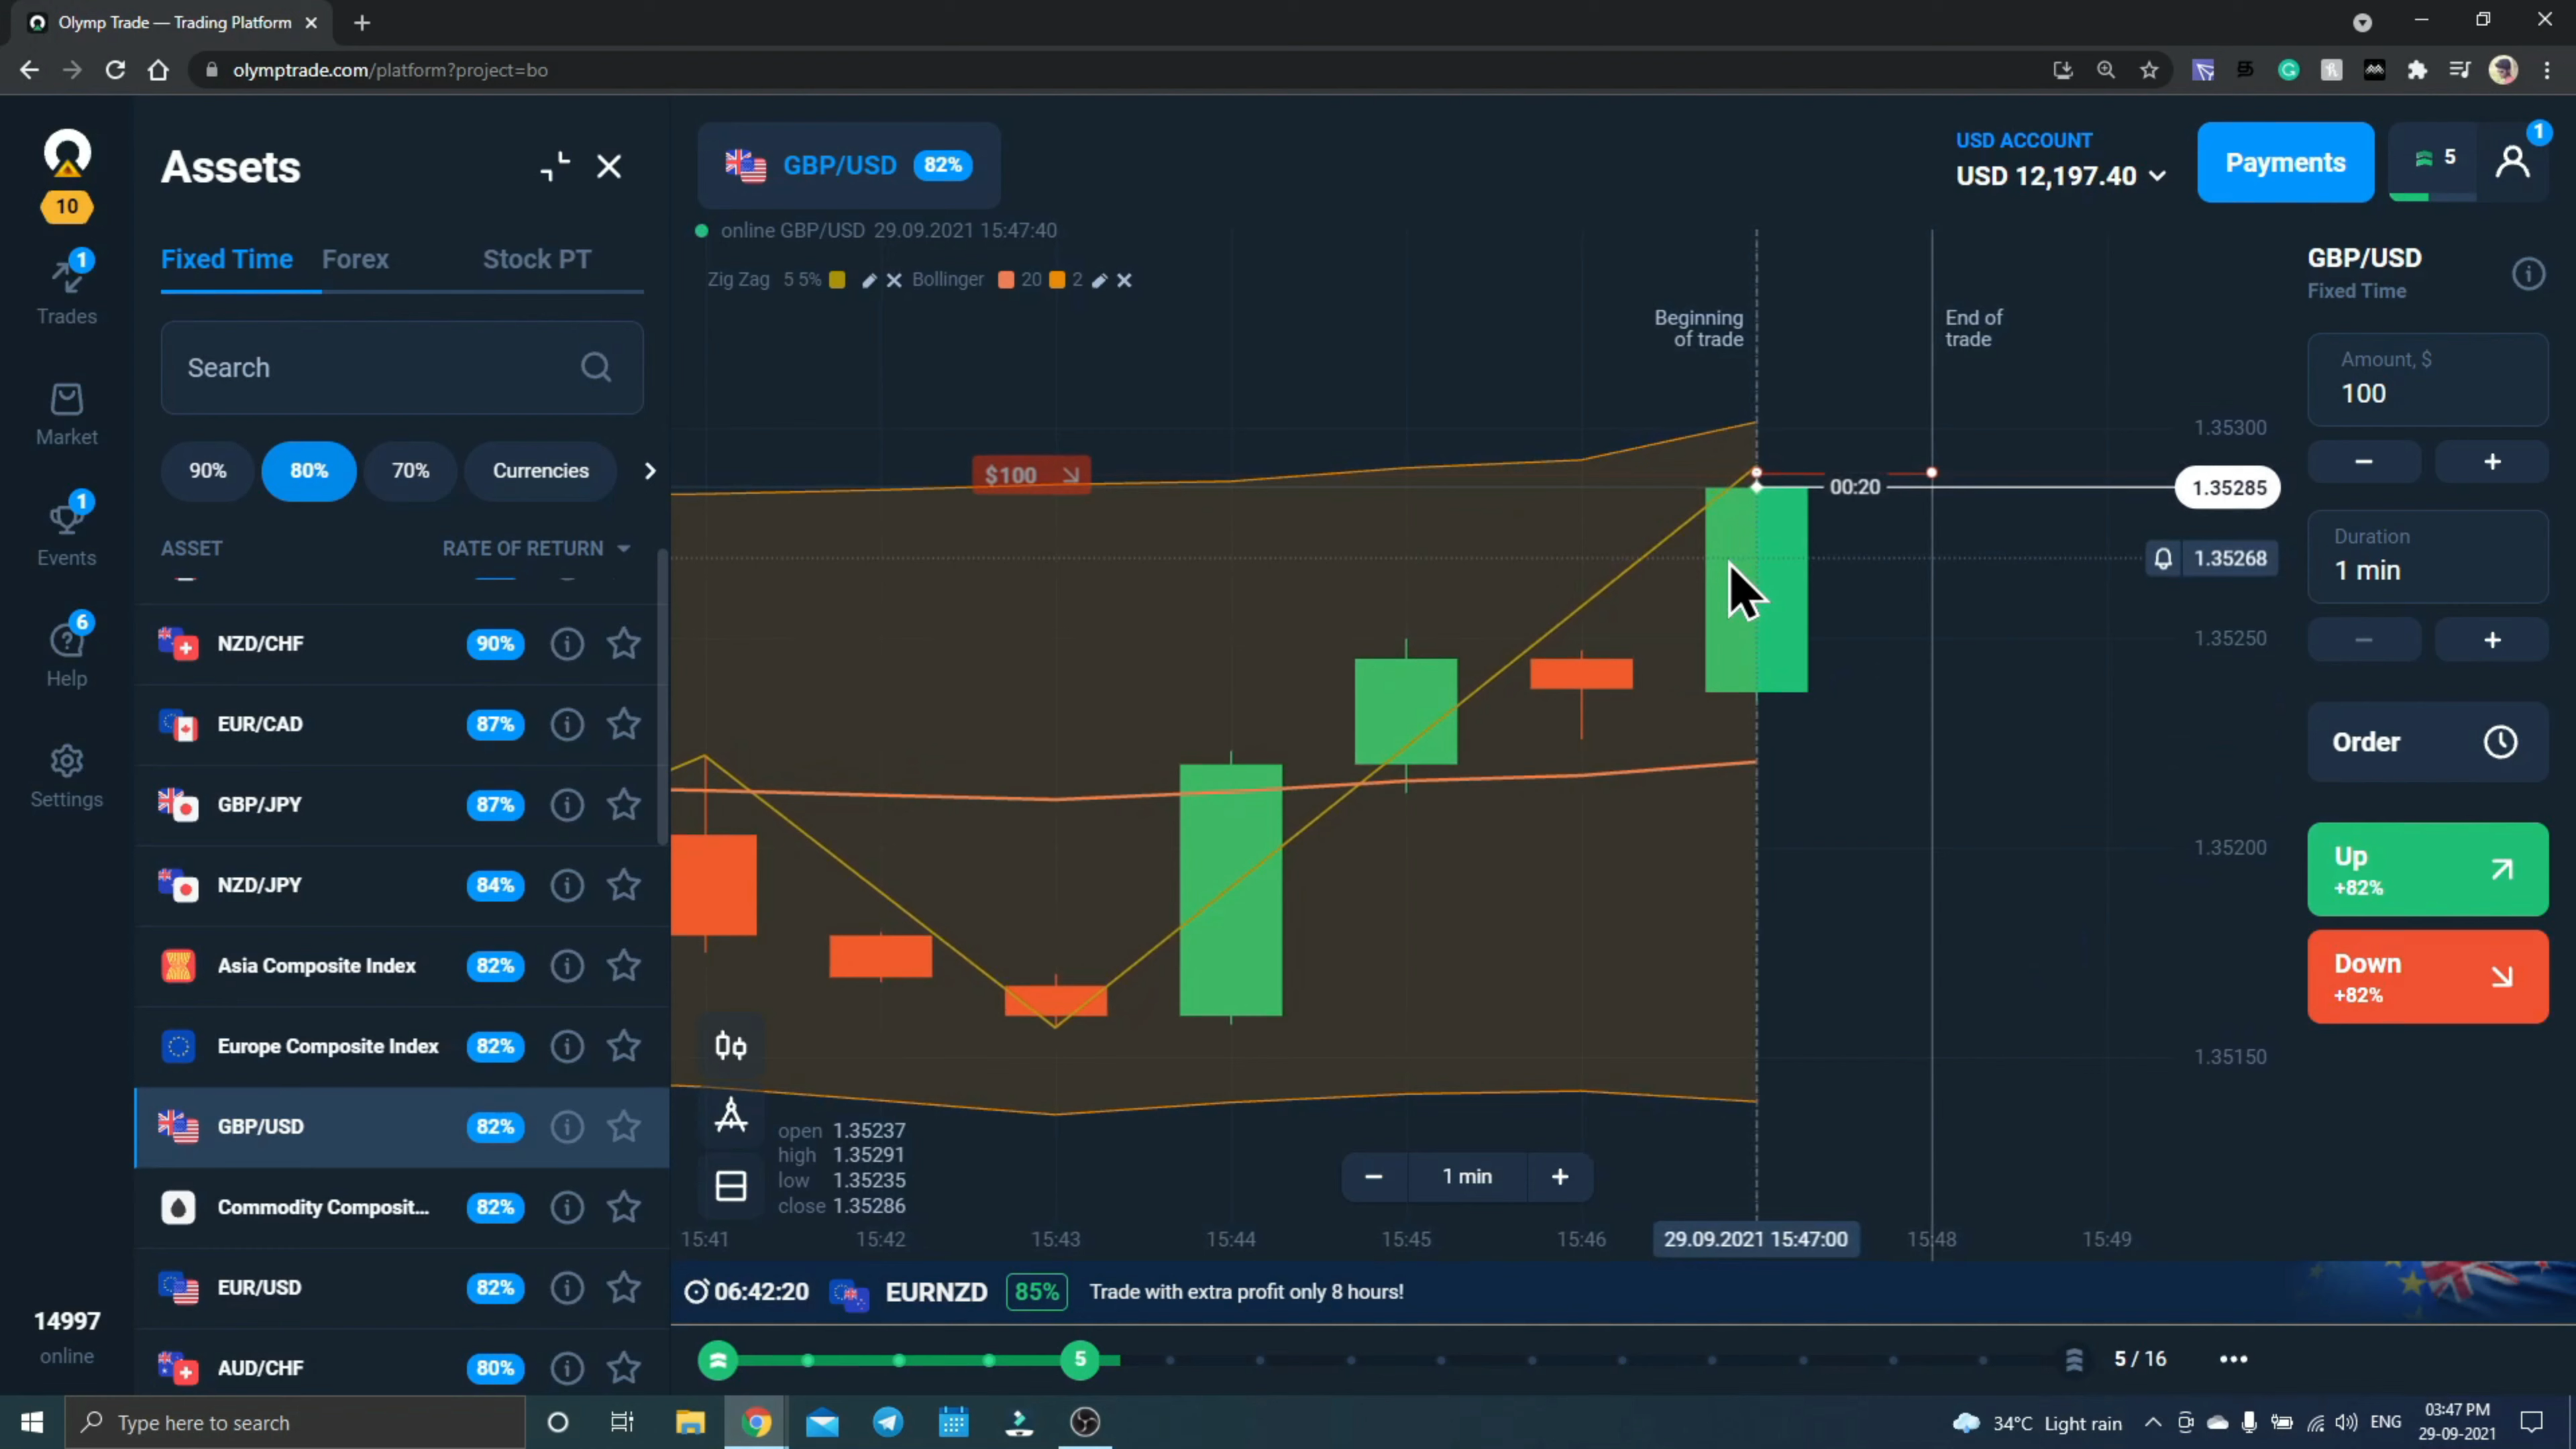 Olymp Trade — Trading Platform
olymptrade.com/platform?project=bo
10
1
Trades
Market
1
Events
6
Help
Settings
14997
online
Assets
Fixed Time Forex Stock PT
Search
90% 80% 70% Currencies
ASSET RATE OF RETURN
NZD/CHF 90%
EUR/CAD 87%
GBP/JPY 87%
NZD/JPY 84%
Asia Composite Index 82%
Europe Composite Index 82%
GBP/USD 82%
Commodity Composit... 82%
EUR/USD 82%
AUD/CHF 80%
GBP/USD 82%
online GBP/USD 29.09.2021 15:47:40
Zig Zag 5 5% Bollinger 20 2
USD ACCOUNT
USD 12,197.40
Payments
5
1
Beginning
of trade
End of
trade
$100
00:20
1.35300
1.35285
1.35268
1.35250
1.35200
1.35150
open 1.35237
high 1.35291
low 1.35235
close 1.35286
− 1 min +
15:41 15:42 15:43 15:44 15:45 15:46 29.09.2021 15:47:00 15:48 15:49
GBP/USD
Fixed Time
Amount, $
100
− +
Duration
1 min
− +
Order
Up
+82%
Down
+82%
06:42:20 EURNZD 85% Trade with extra profit only 8 hours!
5 5 / 16
Type here to search
34°C Light rain
ENG
03:47 PM
29-09-2021